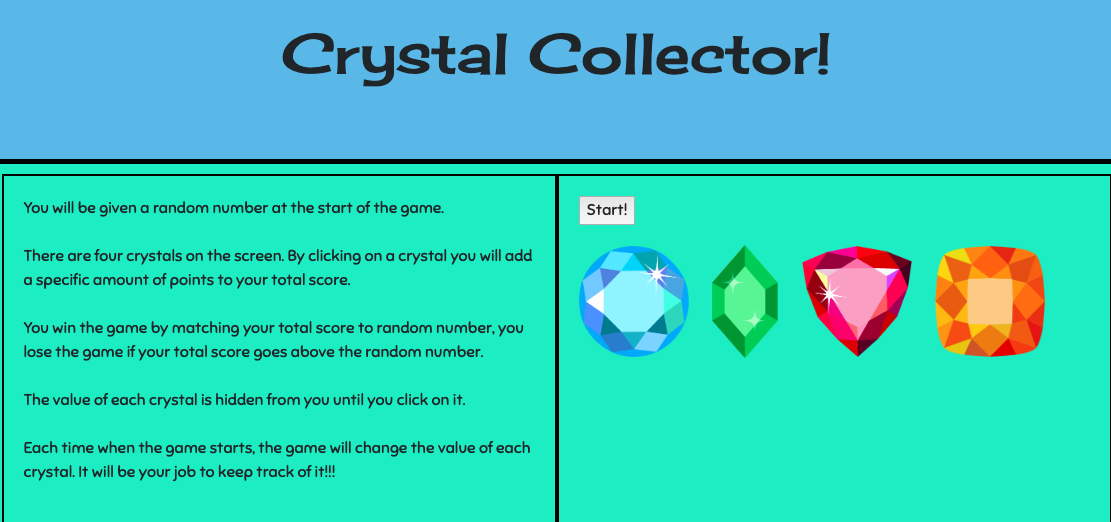 Crystal Collector!
You will be given a random number at the start of the game.
There are four crystals on the screen. By clicking on a crystal you will add
a specific amount of points to your total score.
You win the game by matching your total score to random number, you
lose the game if your total score goes above the random number.
The value of each crystal is hidden from you until you click on it.
Each time when the game starts, the game will change the value of each
crystal. It will be your job to keep track of it!!!
Start!